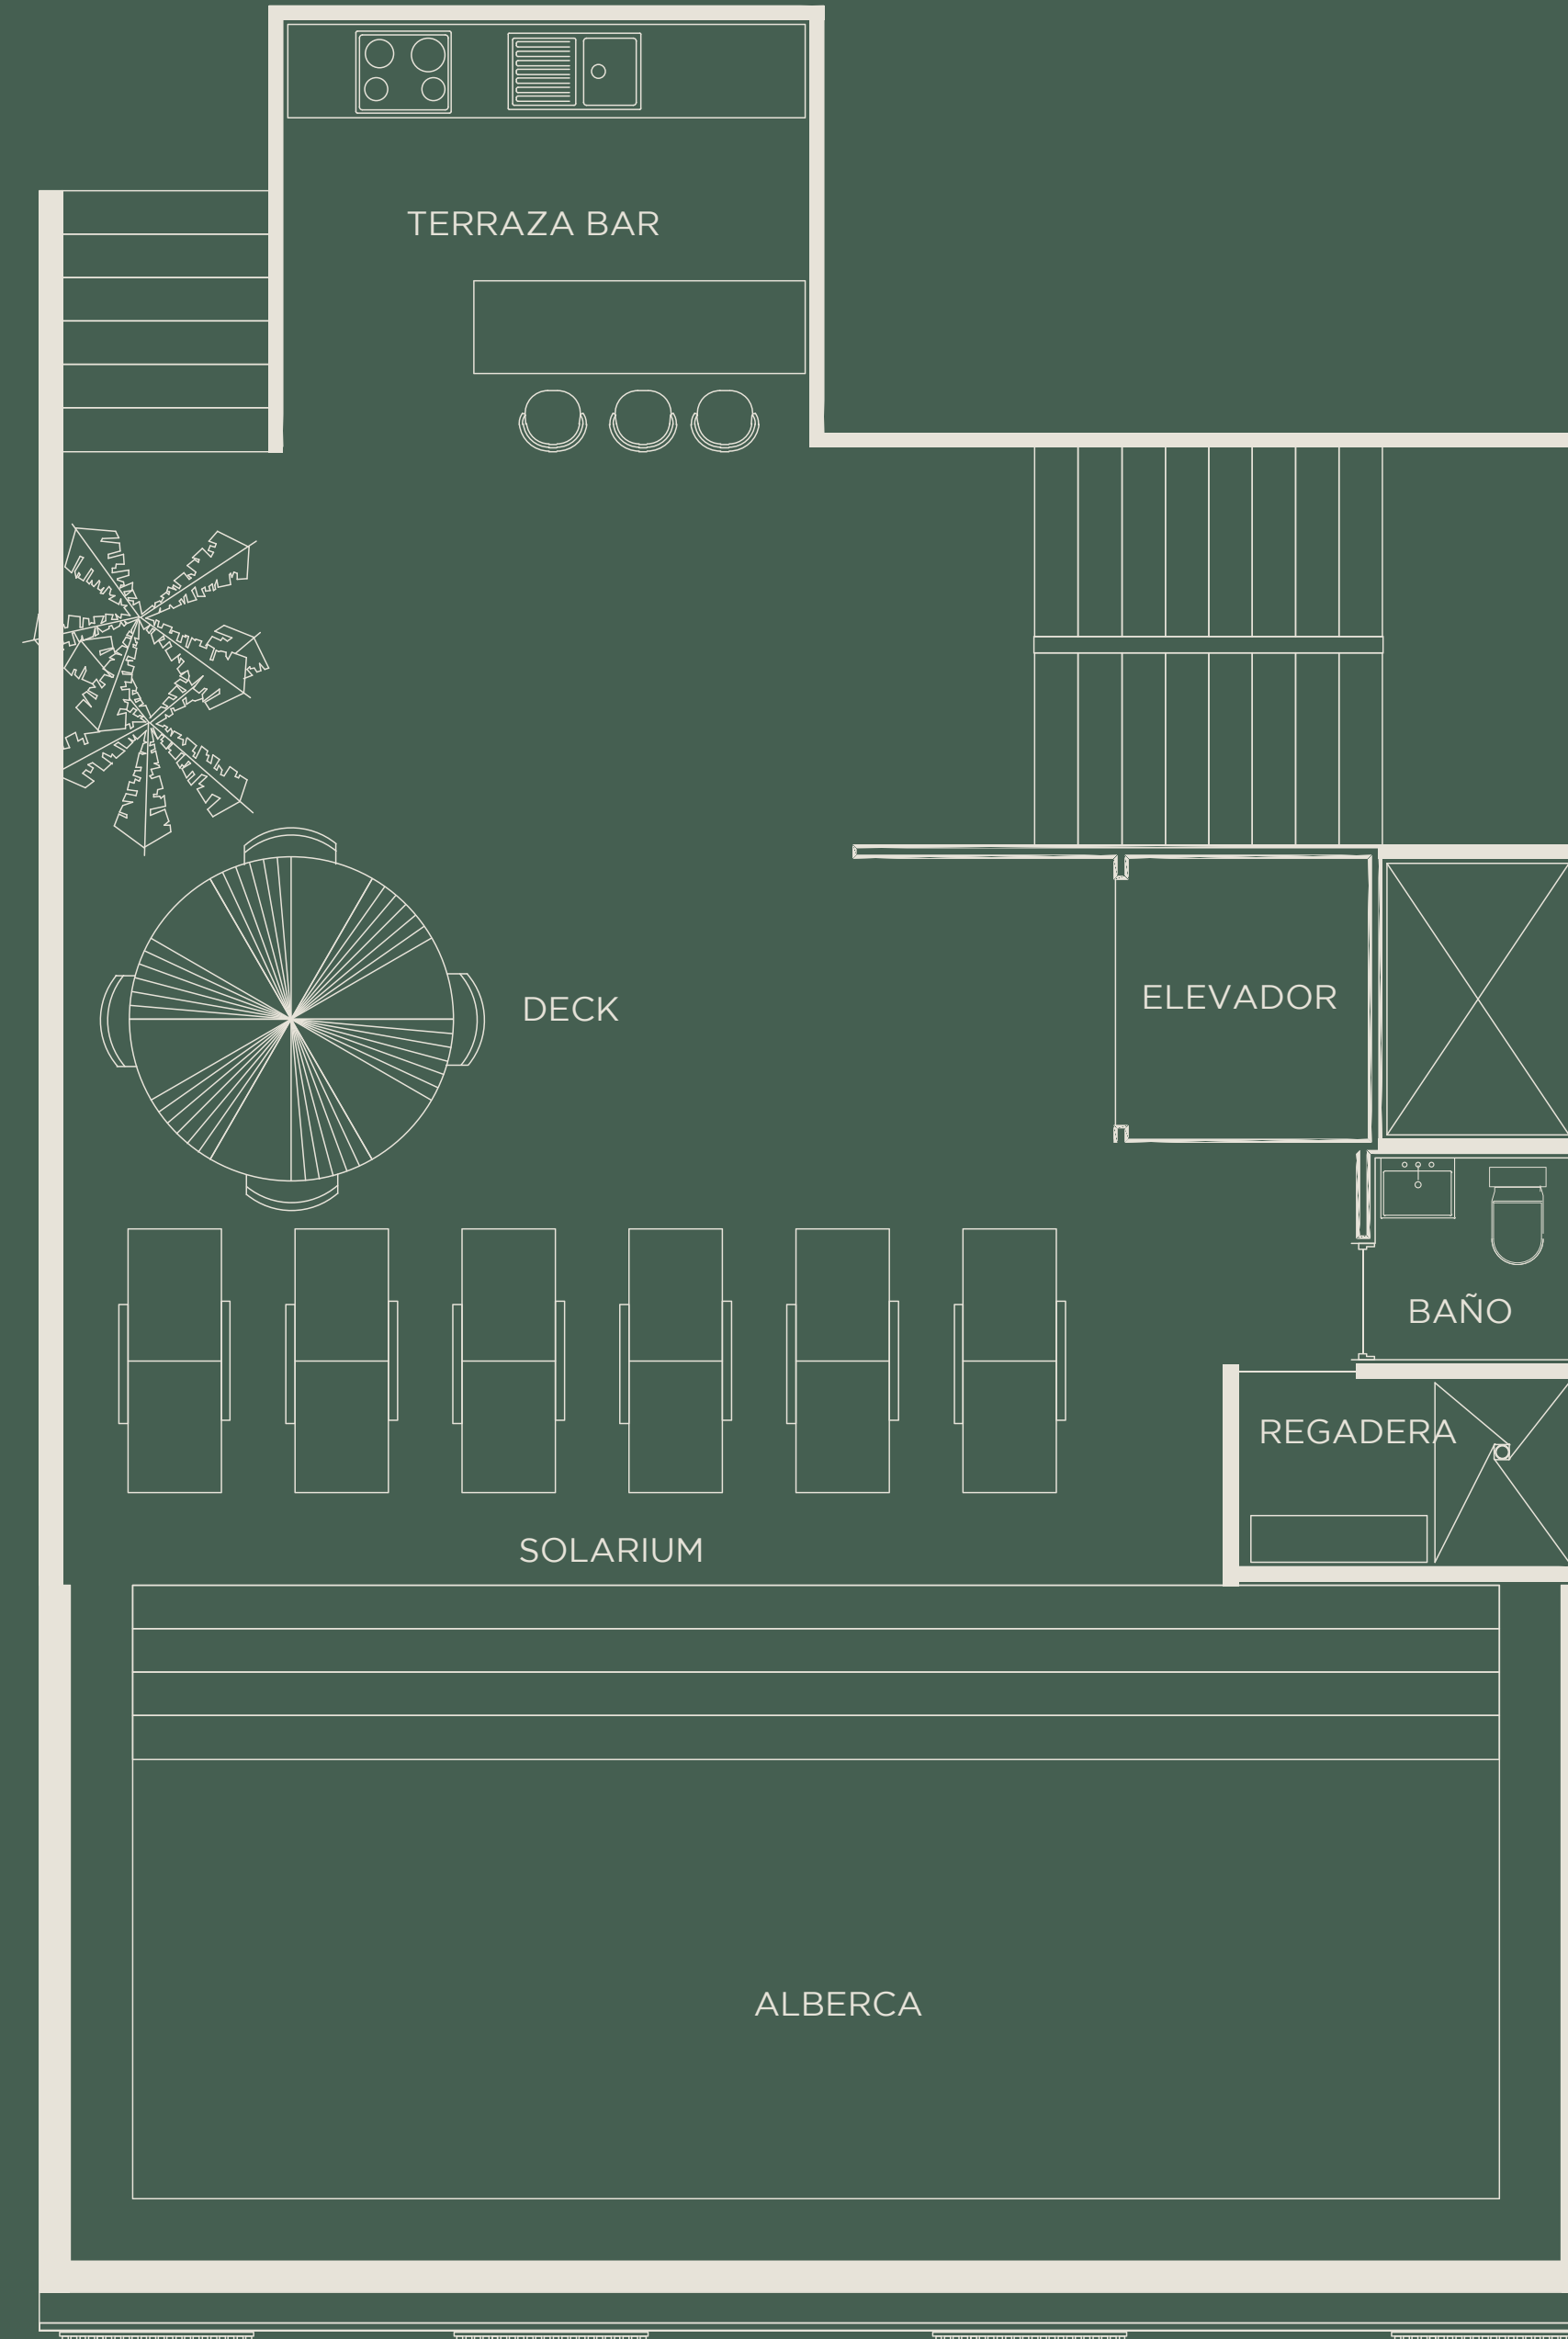 TERRAZA BAR
ELEVADOR
DECK
BAÑO
REGADERA
SOLARIUM
ALBERCA